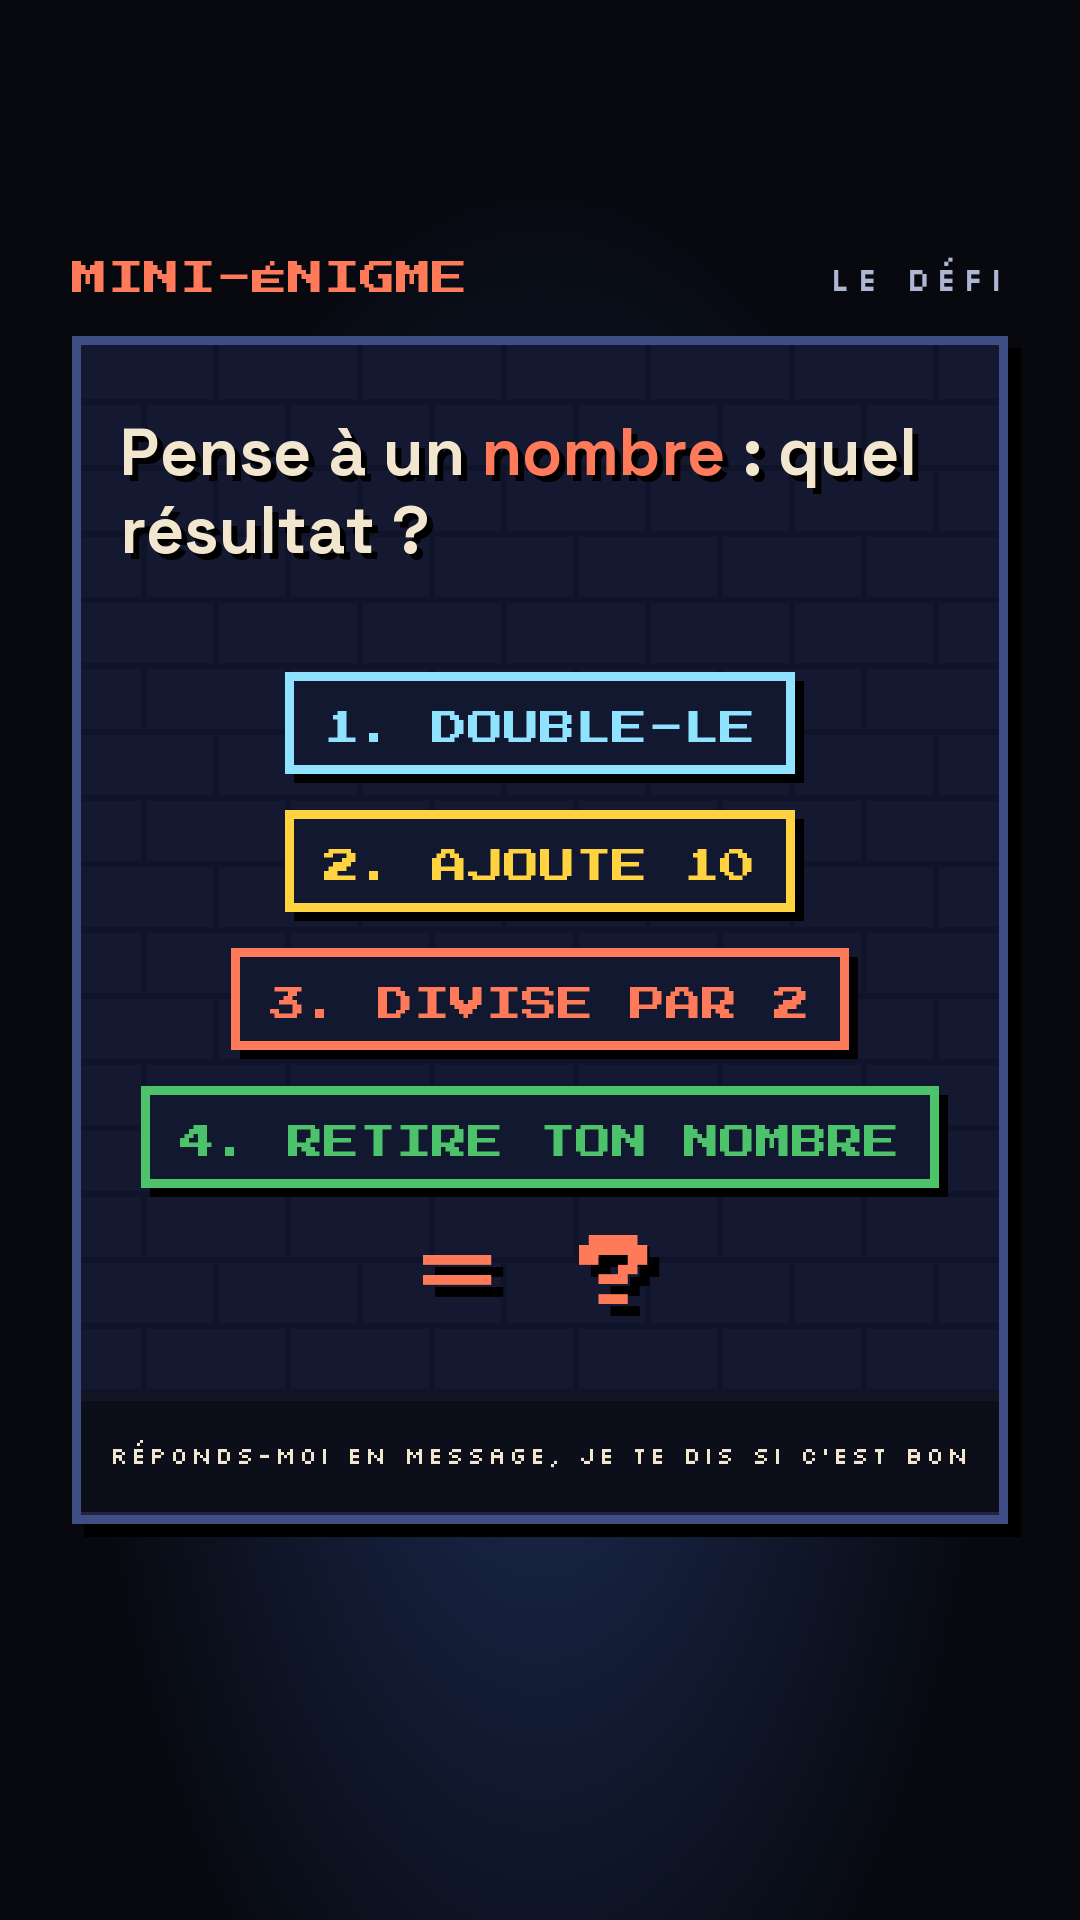 MINI-ÉNIGME
LE DÉFI
Pense à un nombre : quel
résultat ?
1. DOUBLE-LE
2. AJOUTE 10
3. DIVISE PAR 2
4. RETIRE TON NOMBRE
= ?
RÉPONDS-MOI EN MESSAGE, JE TE DIS SI C'EST BON